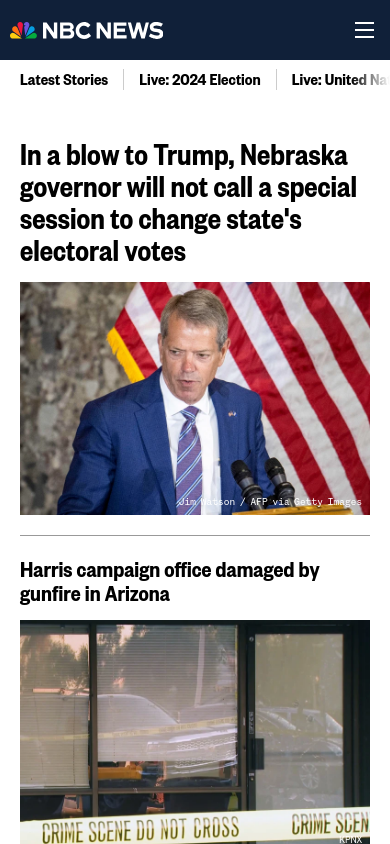 NBC NEWS
Latest Stories
Live: 2024 Election
Live: United Na
In a blow to Trump, Nebraska
governor will not call a special
session to change state's
electoral votes
Jim Watson / AFP via Getty Images
Harris campaign office damaged by
gunfire in Arizona
CRIME SCENE DO NOT CROSS
CRIME SCEN
KPNX